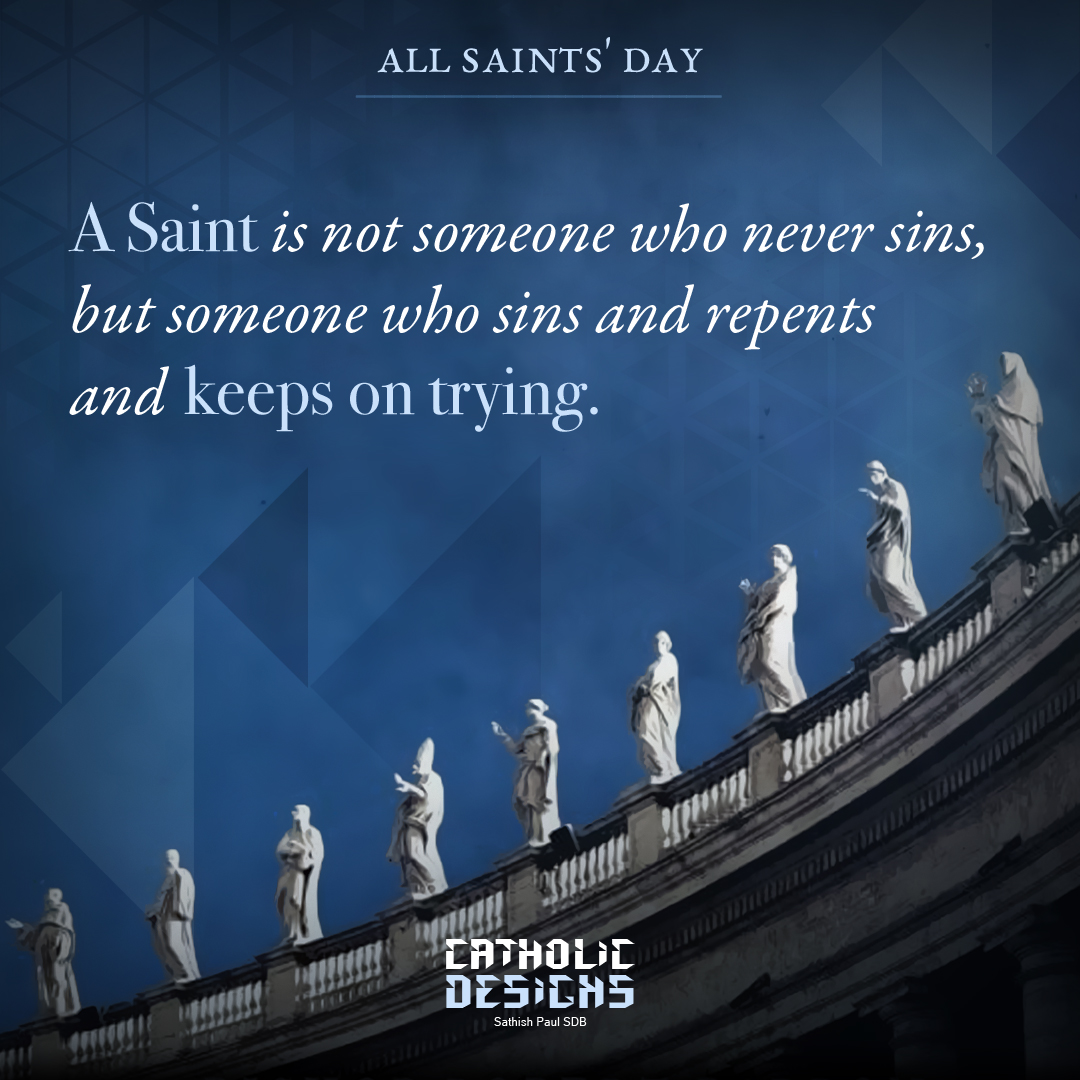 ALL SAINTS' DAY
A Saint is not someone who never sins,
but someone who sins and repents
and keeps on trying.
CATHOLIC
DESIGNS
Sathish Paul SDB